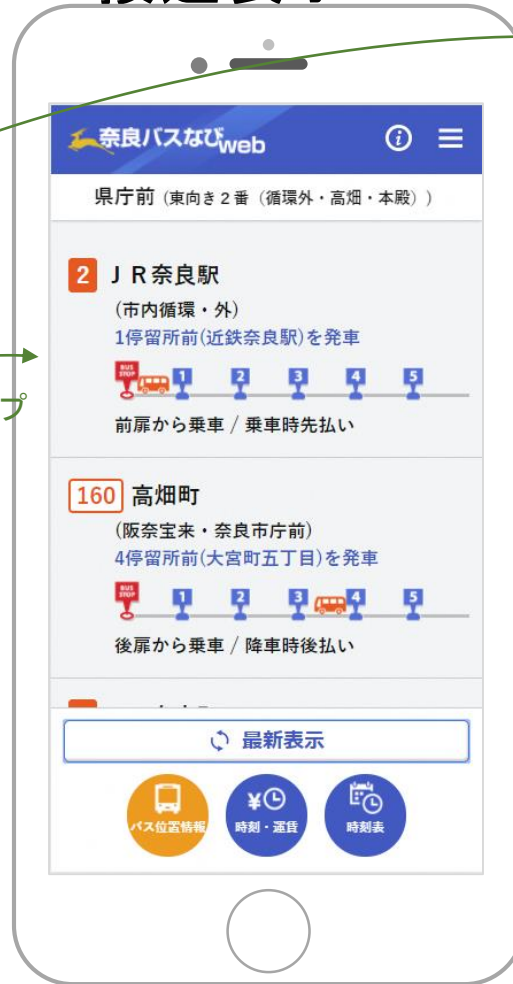 奈良バスなびweb
県庁前（東向き２番（循環外・高畑・本殿））
2 ＪＲ奈良駅
(市内循環・外)
1停留所前(近鉄奈良駅)を発車
BUS STOP 1 2 3 4 5
前扉から乗車 / 乗車時先払い
160 高畑町
(阪奈宝来・奈良市庁前)
4停留所前(大宮町五丁目)を発車
BUS STOP 1 2 3 4 5
後扉から乗車 / 降車時後払い
最新表示
バス位置情報 時刻・運賃 時刻表
プ